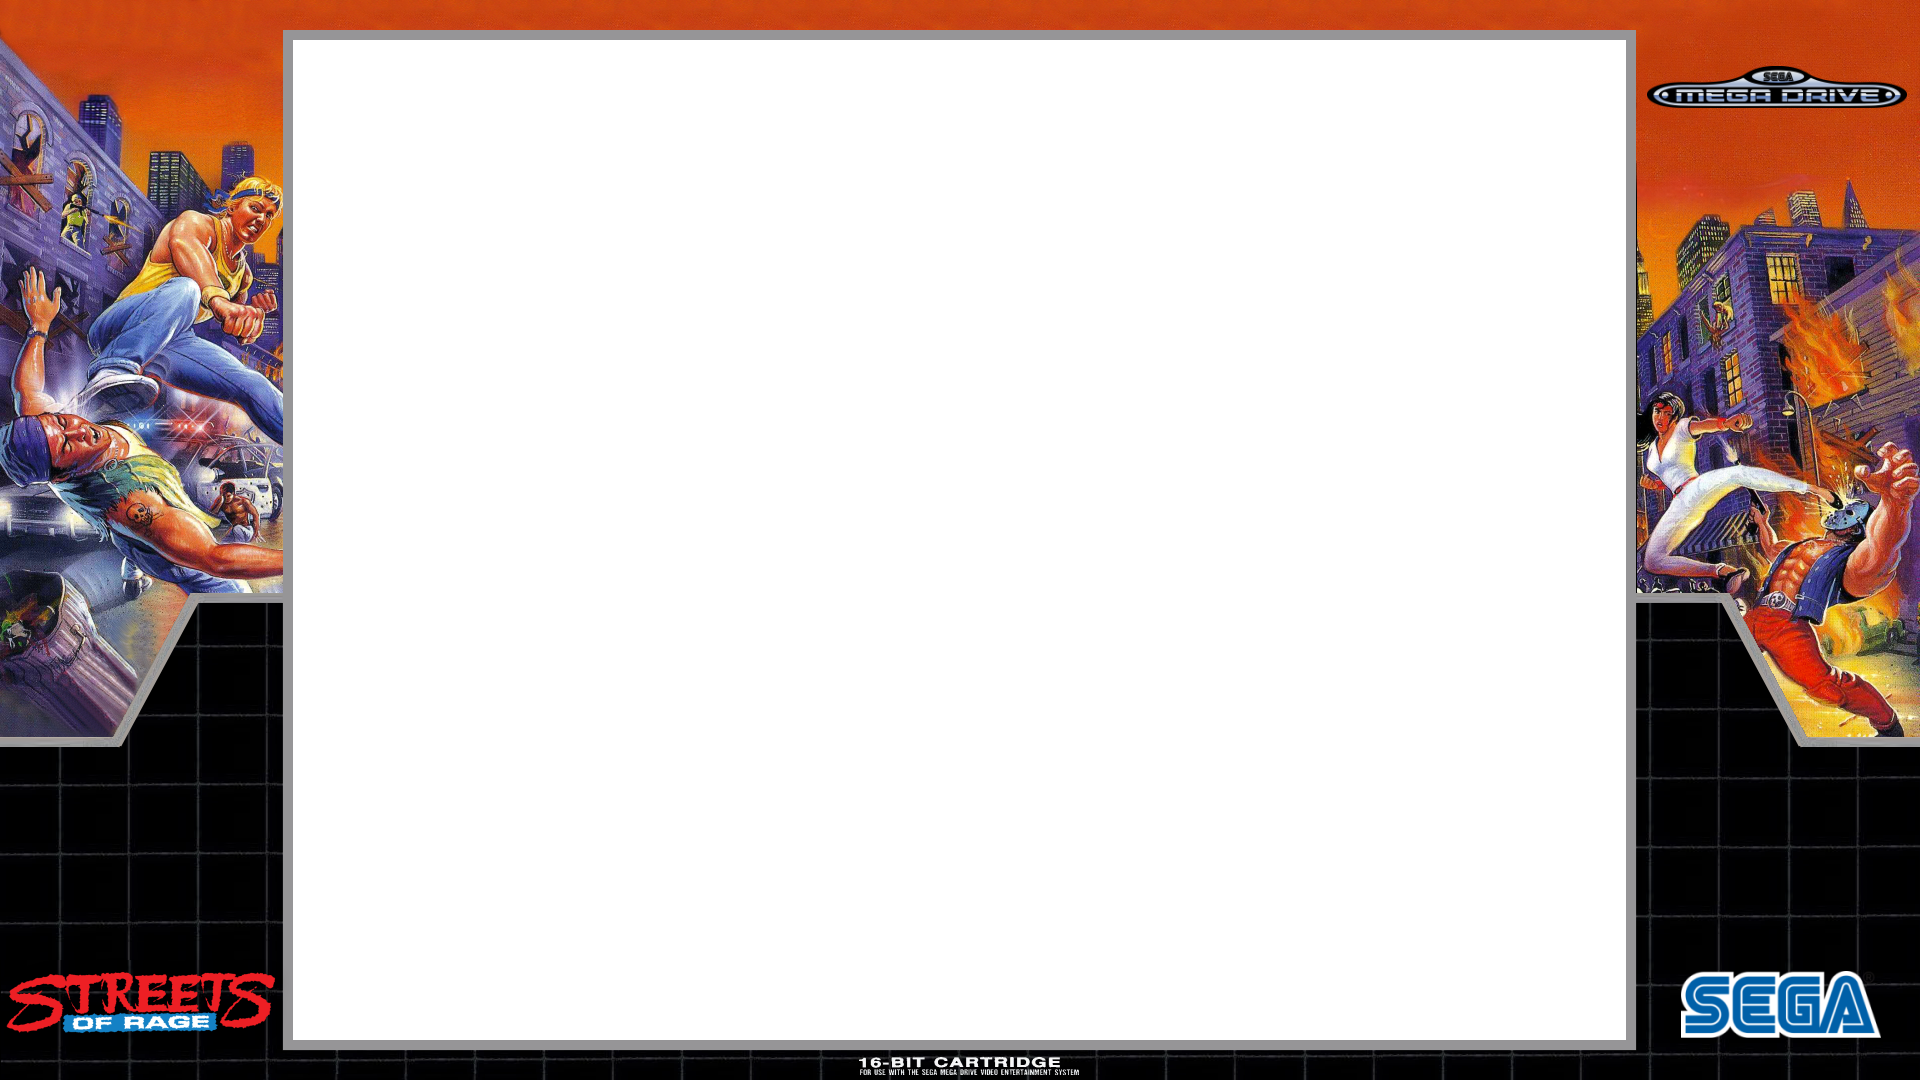 SEGA
MEGA DRIVE
STREETS
OF RAGE
SEGA
16-BIT CARTRIDGE
FOR USE WITH THE SEGA MEGA DRIVE VIDEO ENTERTAINMENT SYSTEM